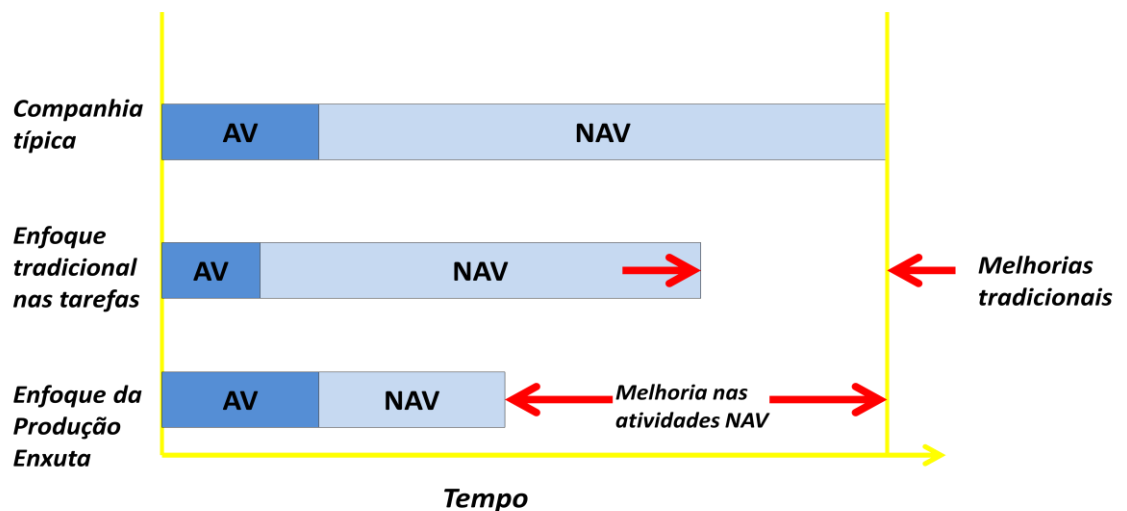 Companhia
típica
AV
NAV
Enfoque
tradicional
nas tarefas
AV
NAV
Melhorias
tradicionais
Enfoque da
Produção
Enxuta
AV
NAV
Melhoria nas
atividades NAV
Tempo